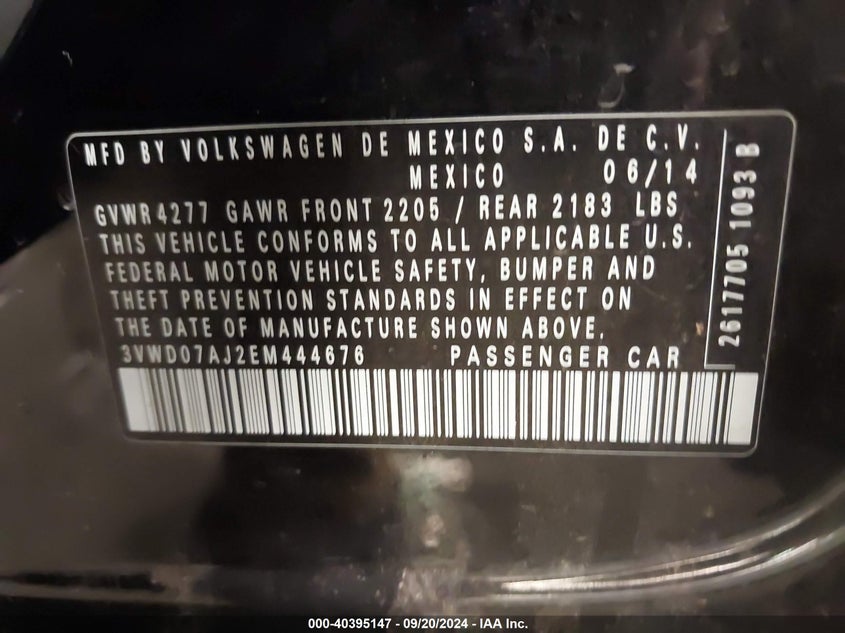 MFD BY VOLKSWAGEN DE MEXICO S.A. DE C.V.
MEXICO 06/14
GVWR 4277 GAWR FRONT 2205 / REAR 2183 LBS
THIS VEHICLE CONFORMS TO ALL APPLICABLE U.S.
FEDERAL MOTOR VEHICLE SAFETY, BUMPER AND
THEFT PREVENTION STANDARDS IN EFFECT ON
THE DATE OF MANUFACTURE SHOWN ABOVE.
3VWD07AJ2EM444676 PASSENGER CAR
2617705 1093 B
000-40395147 - 09/20/2024 - IAA Inc.